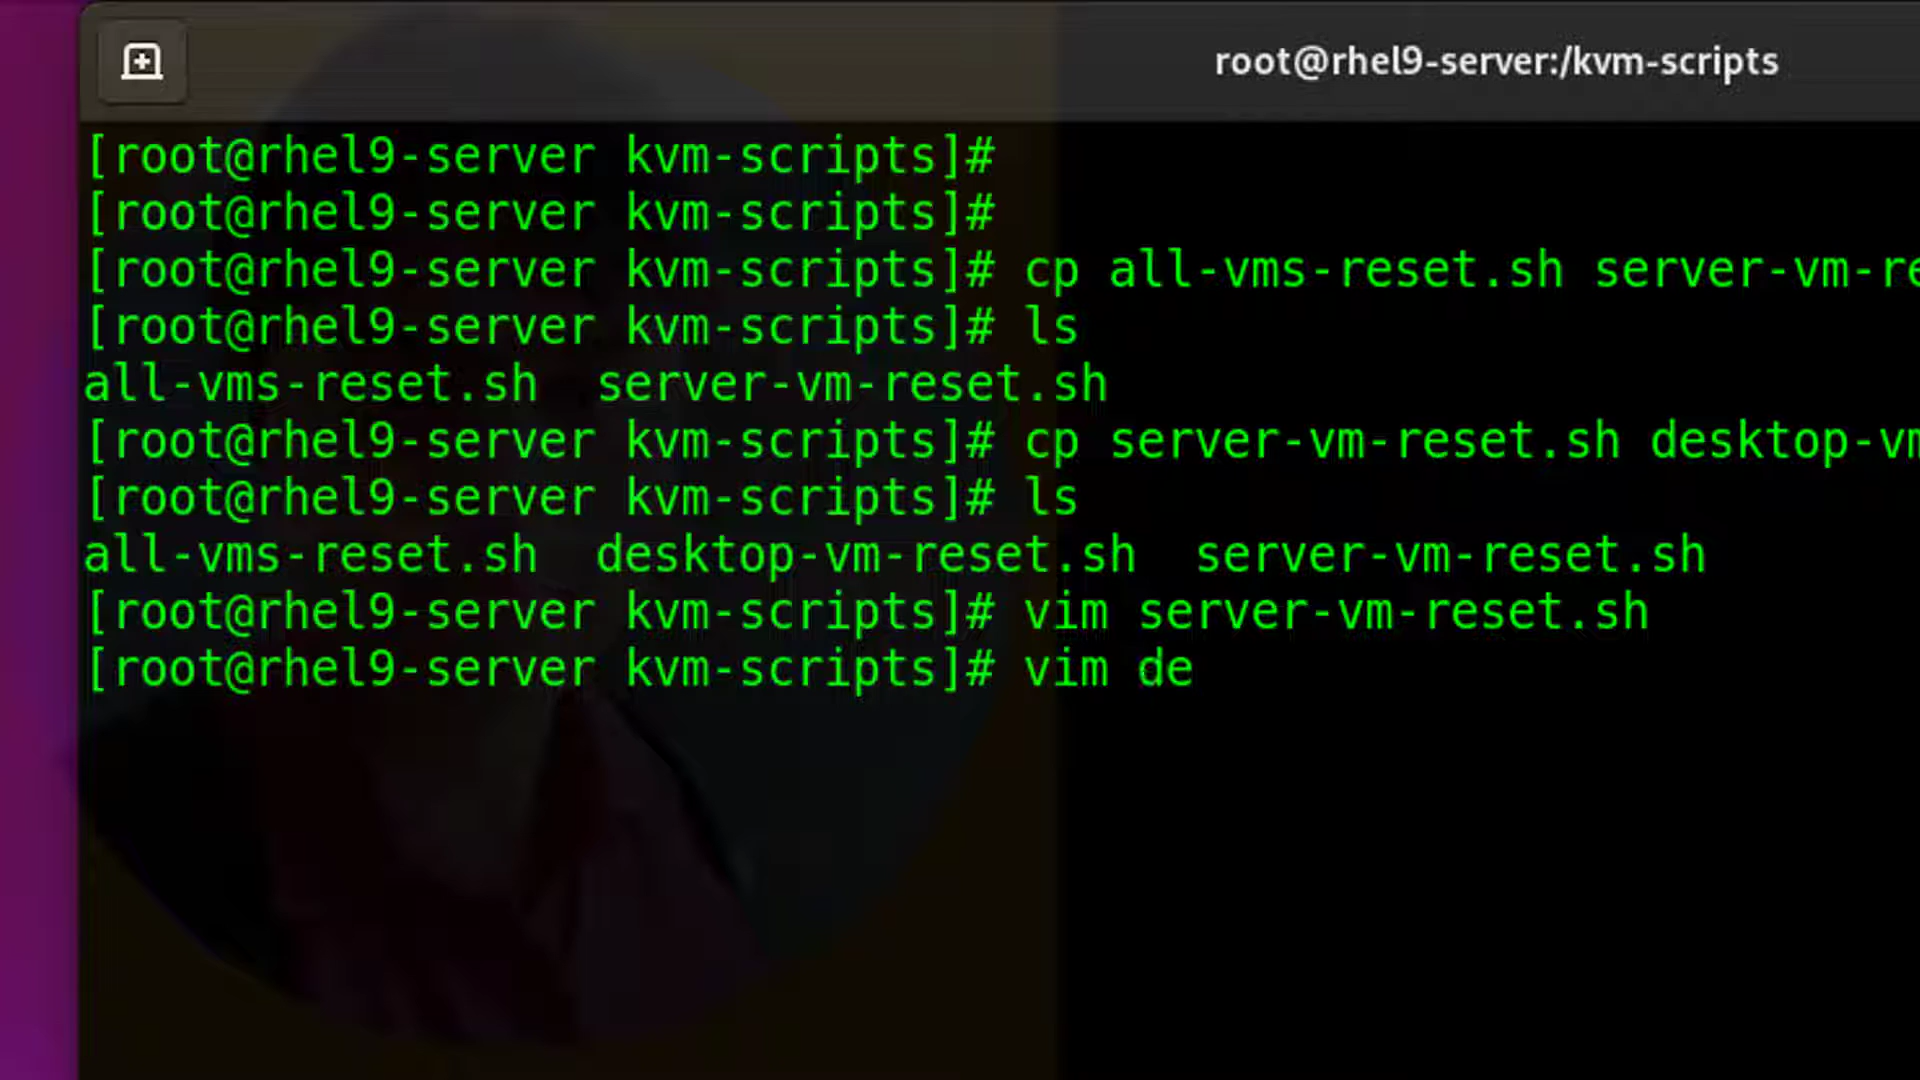 root@rhel9-server:/kvm-scripts
[root@rhel9-server kvm-scripts]#
[root@rhel9-server kvm-scripts]#
[root@rhel9-server kvm-scripts]# cp all-vms-reset.sh server-vm-re
[root@rhel9-server kvm-scripts]# ls
all-vms-reset.sh  server-vm-reset.sh
[root@rhel9-server kvm-scripts]# cp server-vm-reset.sh desktop-vm
[root@rhel9-server kvm-scripts]# ls
all-vms-reset.sh  desktop-vm-reset.sh  server-vm-reset.sh
[root@rhel9-server kvm-scripts]# vim server-vm-reset.sh
[root@rhel9-server kvm-scripts]# vim de